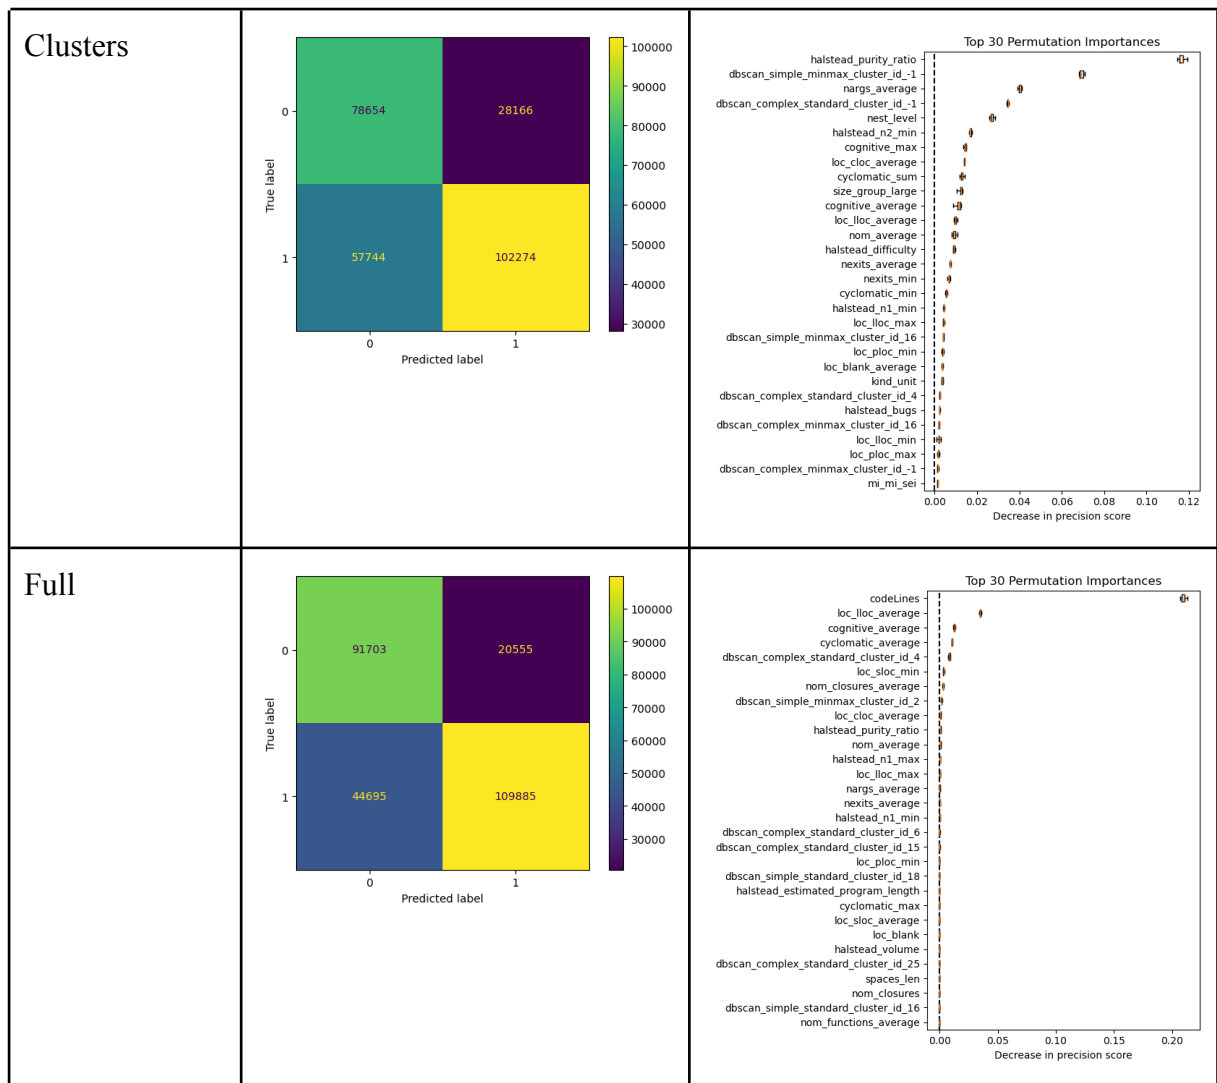 Clusters
0
1
True label
78654
28166
57744
102274
0
1
Predicted label
100000
90000
80000
70000
60000
50000
40000
30000
Top 30 Permutation Importances
halstead_purity_ratio
dbscan_simple_minmax_cluster_id_-1
nargs_average
dbscan_complex_standard_cluster_id_-1
nest_level
halstead_n2_min
cognitive_max
loc_cloc_average
cyclomatic_sum
size_group_large
cognitive_average
loc_lloc_average
nom_average
halstead_difficulty
nexits_average
nexits_min
cyclomatic_min
halstead_n1_min
loc_lloc_max
dbscan_simple_minmax_cluster_id_16
loc_ploc_min
loc_blank_average
kind_unit
dbscan_complex_standard_cluster_id_4
halstead_bugs
dbscan_complex_minmax_cluster_id_16
loc_lloc_min
loc_ploc_max
dbscan_complex_minmax_cluster_id_-1
mi_mi_sei
0.00 0.02 0.04 0.06 0.08 0.10 0.12
Decrease in precision score
Full
0
1
True label
91703
20555
44695
109885
0
1
Predicted label
100000
90000
80000
70000
60000
50000
40000
30000
Top 30 Permutation Importances
codeLines
loc_lloc_average
cognitive_average
cyclomatic_average
dbscan_complex_standard_cluster_id_4
loc_sloc_min
nom_closures_average
dbscan_simple_minmax_cluster_id_2
loc_cloc_average
halstead_purity_ratio
nom_average
halstead_n1_max
loc_lloc_max
nargs_average
nexits_average
halstead_n1_min
dbscan_complex_standard_cluster_id_6
dbscan_complex_standard_cluster_id_15
loc_ploc_min
dbscan_simple_standard_cluster_id_18
halstead_estimated_program_length
cyclomatic_max
loc_sloc_average
loc_blank
halstead_volume
dbscan_complex_standard_cluster_id_25
spaces_len
nom_closures
dbscan_simple_standard_cluster_id_16
nom_functions_average
0.00 0.05 0.10 0.15 0.20
Decrease in precision score